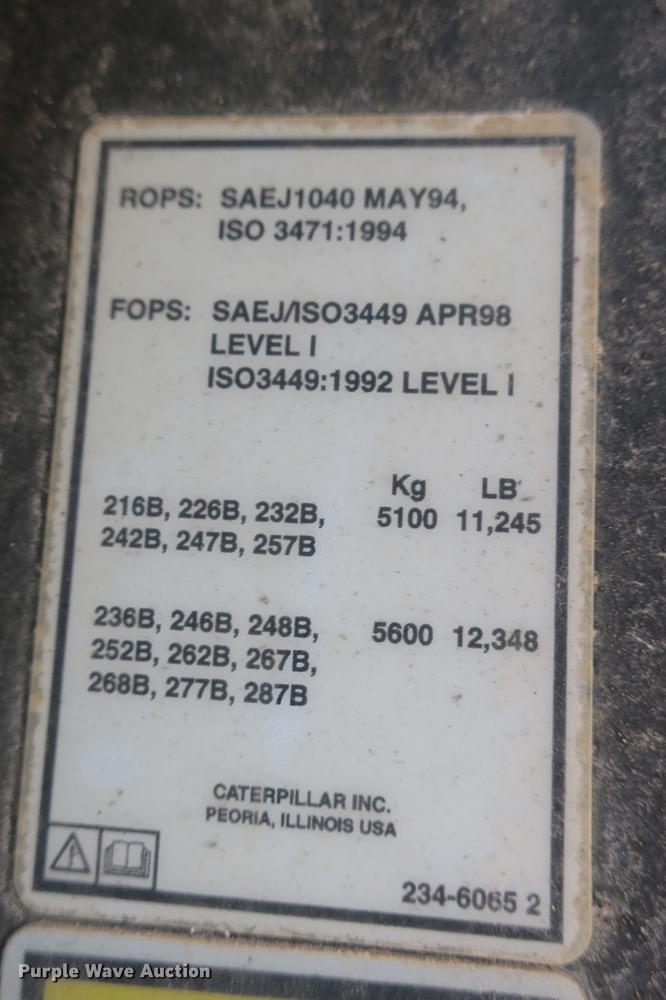 ROPS: SAEJ1040 MAY94,
ISO 3471:1994
FOPS: SAEJ/ISO3449 APR98
LEVEL I
ISO3449:1992 LEVEL I
Kg LB
216B, 226B, 232B, 5100 11,245
242B, 247B, 257B
236B, 246B, 248B, 5600 12,348
252B, 262B, 267B,
268B, 277B, 287B
CATERPILLAR INC.
PEORIA, ILLINOIS USA
234-6065 2
Purple Wave Auction